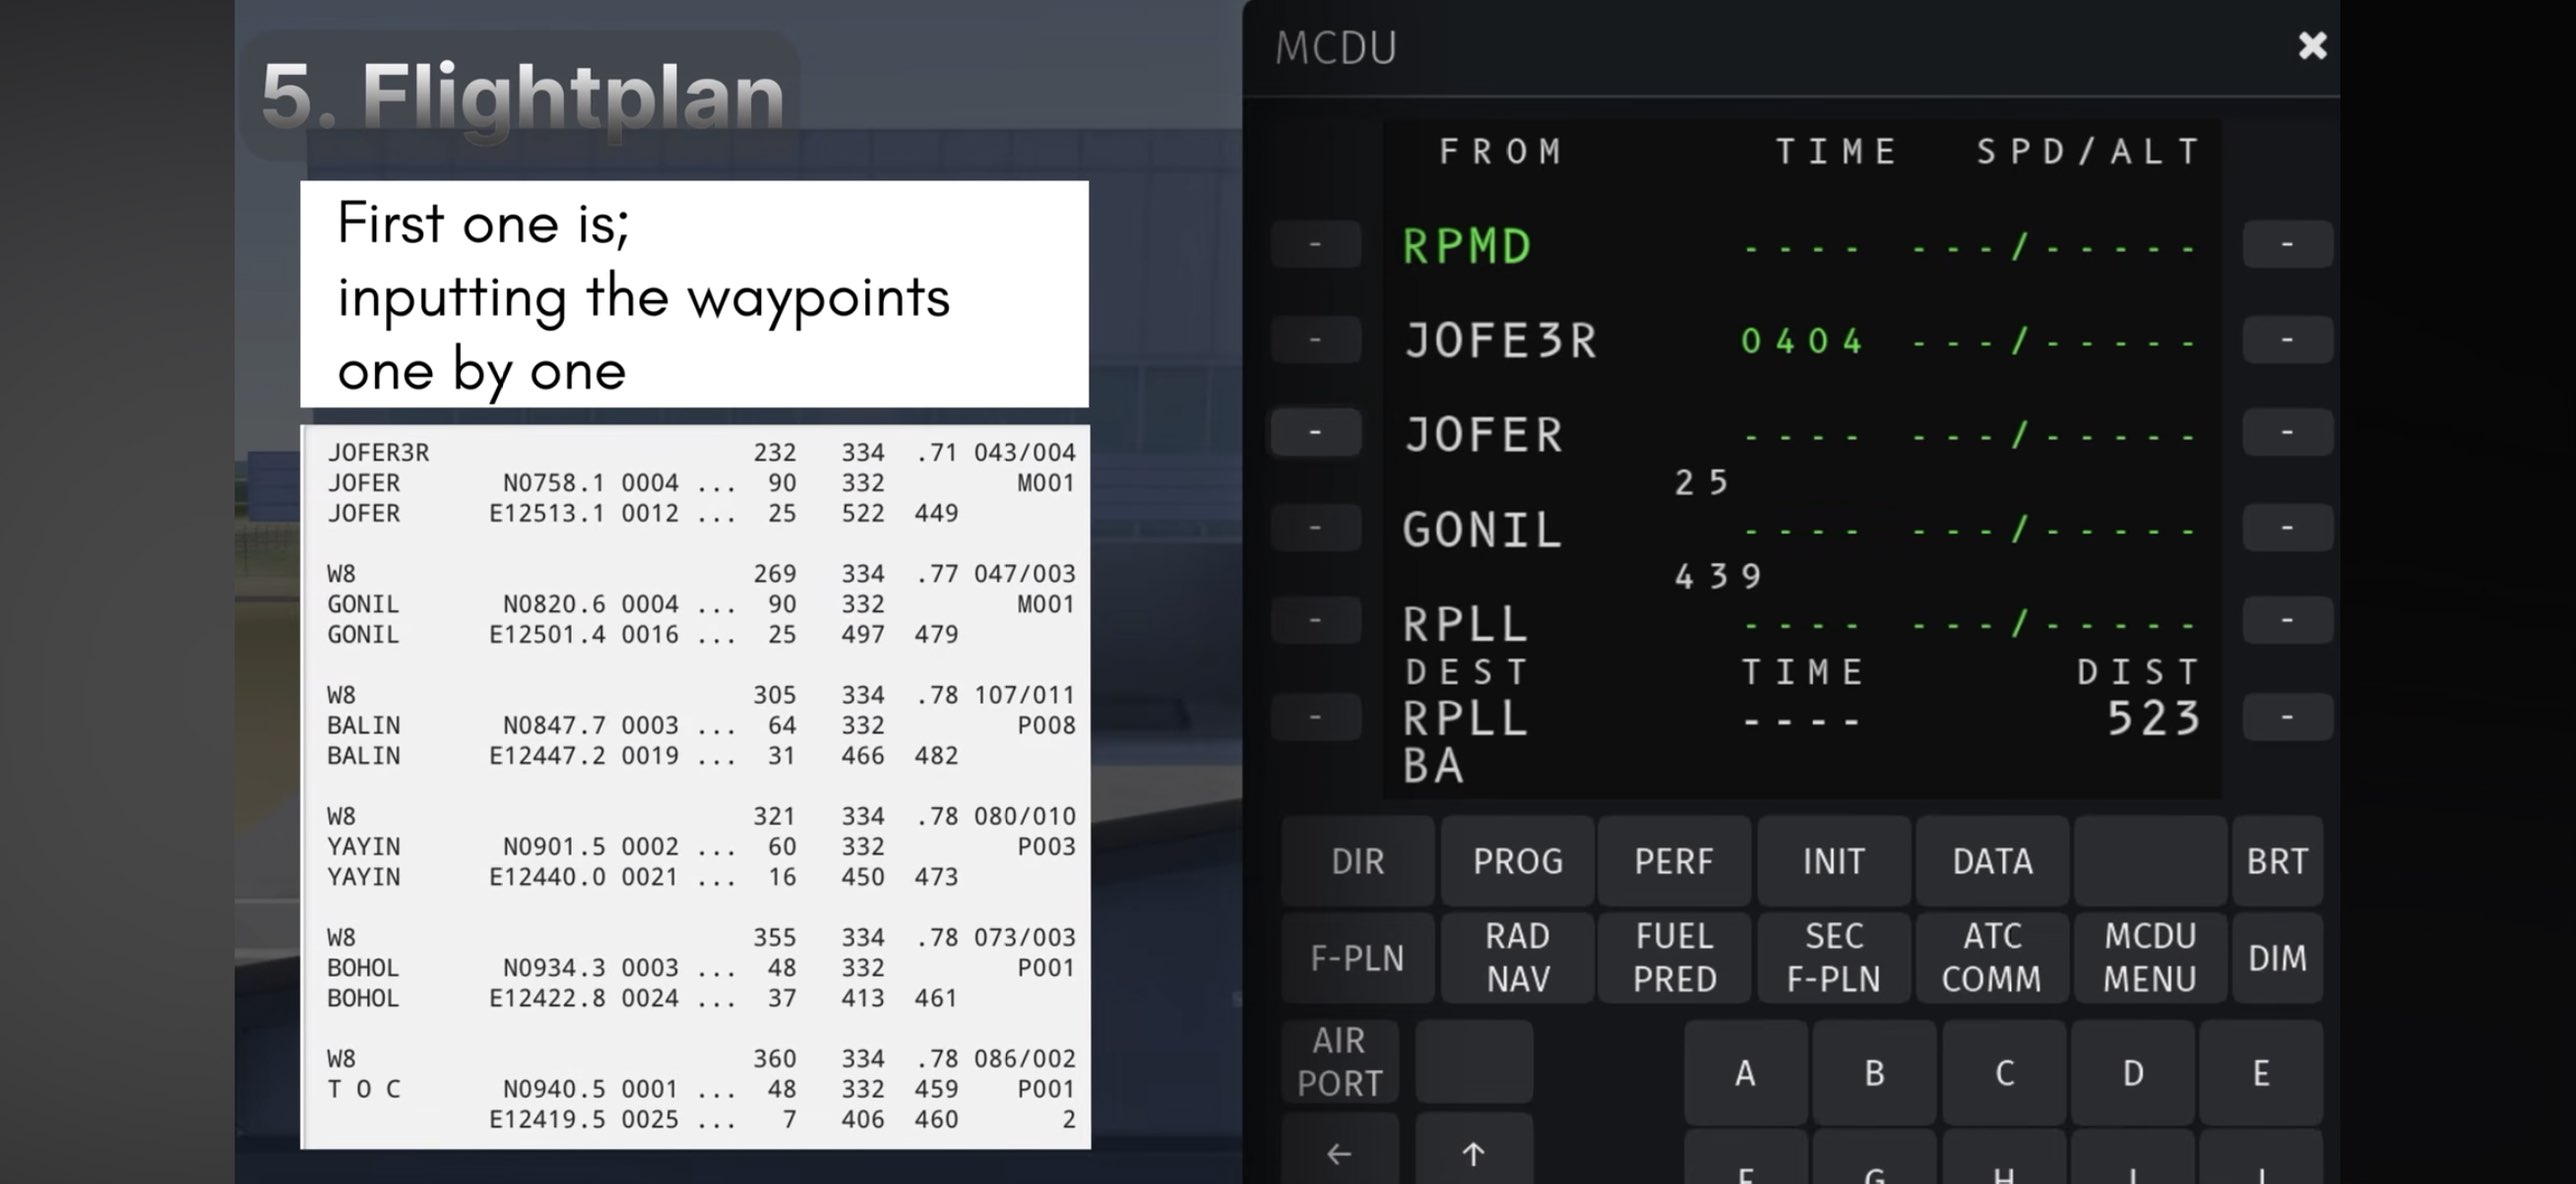 5. Flightplan
First one is;
inputting the waypoints
one by one
JOFER3R 232 334 .71 043/004
JOFER N0758.1 0004 ... 90 332 M001
JOFER E12513.1 0012 ... 25 522 449
W8 269 334 .77 047/003
GONIL N0820.6 0004 ... 90 332 M001
GONIL E12501.4 0016 ... 25 497 479
W8 305 334 .78 107/011
BALIN N0847.7 0003 ... 64 332 P008
BALIN E12447.2 0019 ... 31 466 482
W8 321 334 .78 080/010
YAYIN N0901.5 0002 ... 60 332 P003
YAYIN E12440.0 0021 ... 16 450 473
W8 355 334 .78 073/003
BOHOL N0934.3 0003 ... 48 332 P001
BOHOL E12422.8 0024 ... 37 413 461
W8 360 334 .78 086/002
T O C N0940.5 0001 ... 48 332 459 P001
E12419.5 0025 ... 7 406 460 2
MCDU ✖
FROM TIME SPD/ALT
- RPMD ---- ---/----- -
- JOFE3R 0404 ---/----- -
- JOFER ---- ---/----- -
25
- GONIL ---- ---/----- -
439
- RPLL ---- ---/----- -
DEST TIME DIST
- RPLL ---- 523 -
BA
DIR PROG PERF INIT DATA BRT
F-PLN RAD NAV FUEL PRED SEC F-PLN ATC COMM MCDU MENU DIM
AIR PORT A B C D E
← ↑